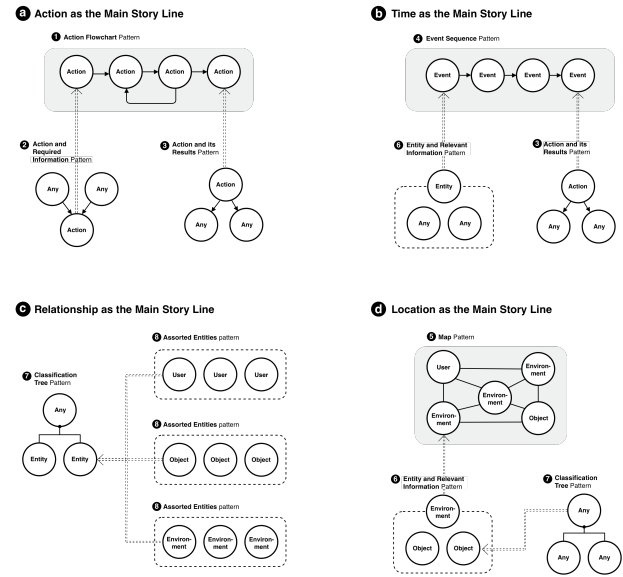 a Action as the Main Story Line
1 Action Flowchart Pattern
Action
Action
Action
Action
2 Action and
Required
Information Pattern
3 Action and its
Results Pattern
Any
Any
Action
Action
Any
Any
b Time as the Main Story Line
4 Event Sequence Pattern
Event
Event
Event
Event
6 Entity and Relevant
Information Pattern
3 Action and its
Results Pattern
Entity
Any
Any
Action
Any
Any
c Relationship as the Main Story Line
8 Assorted Entities pattern
User
User
User
7 Classification
Tree Pattern
Any
Entity
Entity
8 Assorted Entities pattern
Object
Object
Object
8 Assorted Entities pattern
Environ-
ment
Environ-
ment
Environ-
ment
d Location as the Main Story Line
5 Map Pattern
User
Environ-
ment
Environ-
ment
Environ-
ment
Object
6 Entity and Relevant
Information Pattern
7 Classification
Tree Pattern
Environ-
ment
Object
Object
Any
Any
Any